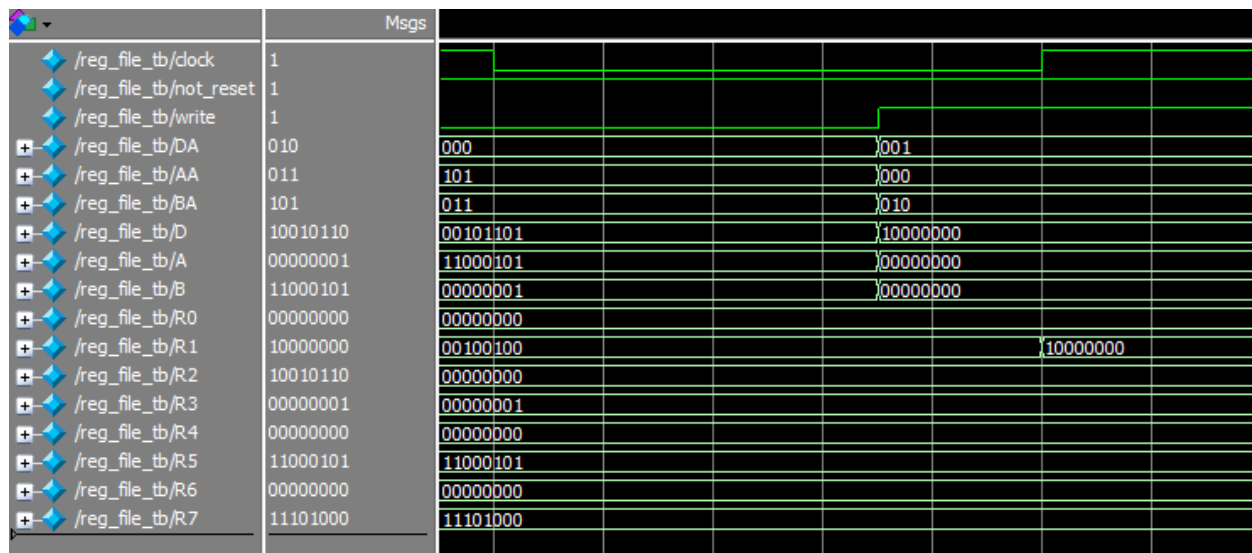 Msgs
/reg_file_tb/clock 1
/reg_file_tb/not_reset 1
/reg_file_tb/write 1
/reg_file_tb/DA 010 000 001
/reg_file_tb/AA 011 101 000
/reg_file_tb/BA 101 011 010
/reg_file_tb/D 10010110 00101101 10000000
/reg_file_tb/A 00000001 11000101 00000000
/reg_file_tb/B 11000101 00000001 00000000
/reg_file_tb/R0 00000000 00000000
/reg_file_tb/R1 10000000 00100100 10000000
/reg_file_tb/R2 10010110 00000000
/reg_file_tb/R3 00000001 00000001
/reg_file_tb/R4 00000000 00000000
/reg_file_tb/R5 11000101 11000101
/reg_file_tb/R6 00000000 00000000
/reg_file_tb/R7 11101000 11101000